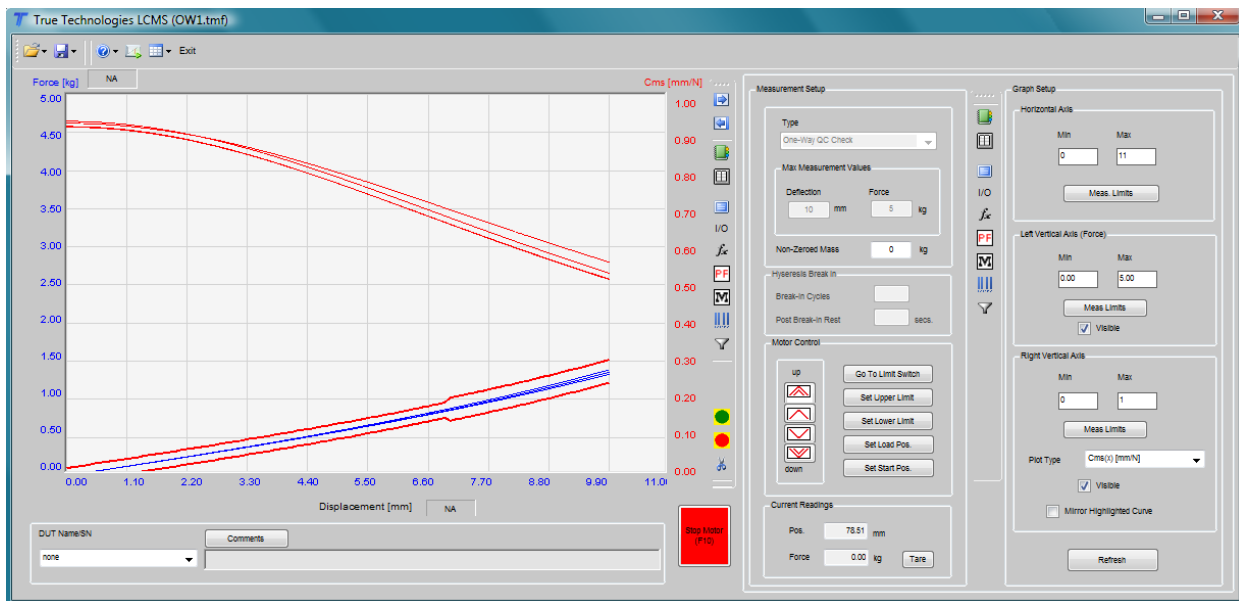 True Technologies LCMS (OW1.tmf)
Exit
Force [kg] NA Cms [mm/N]
5.00
4.50
4.00
3.50
3.00
2.50
2.00
1.50
1.00
0.50
0.00
1.00
0.90
0.80
0.70
0.60
0.50
0.40
0.30
0.20
0.10
0.00
0.00 1.10 2.20 3.30 4.40 5.50 6.60 7.70 8.80 9.90 11.0
Displacement [mm] NA
I/O
fx
PF
M
DUT Name/SN
Comments
none
Stop Motor
(F10)
Measurement Setup
Type
One-Way QC Check
Max Measurement Values
Deflection Force
10 mm 5 kg
Non-Zeroed Mass 0 kg
Hyseresis Break In
Break-In Cycles
Post Break-In Rest secs.
Motor Control
up
down
Go To Limit Switch
Set Upper Limit
Set Lower Limit
Set Load Pos.
Set Start Pos.
Current Readings
Pos. 78.51 mm
Force 0.00 kg Tare
I/O
fx
PF
M
Graph Setup
Horizontal Axis
Min Max
0 11
Meas. Limits
Left Vertical Axis (Force)
Min Max
0.00 5.00
Meas Limits
Visible
Right Vertical Axis
Min Max
0 1
Meas Limits
Plot Type Cms(x) [mm/N]
Visible
Mirror Highlighted Curve
Refresh